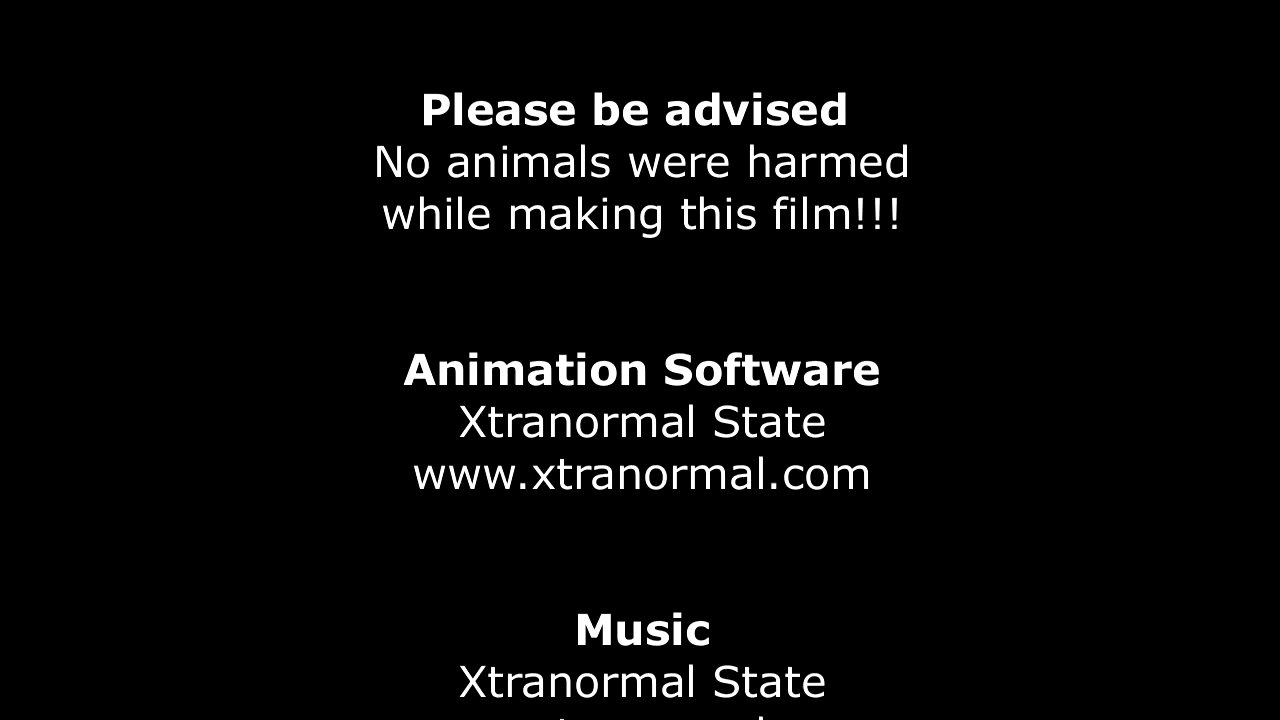 Please be advised
No animals were harmed
while making this film!!!
Animation Software
Xtranormal State
www.xtranormal.com
Music
Xtranormal State